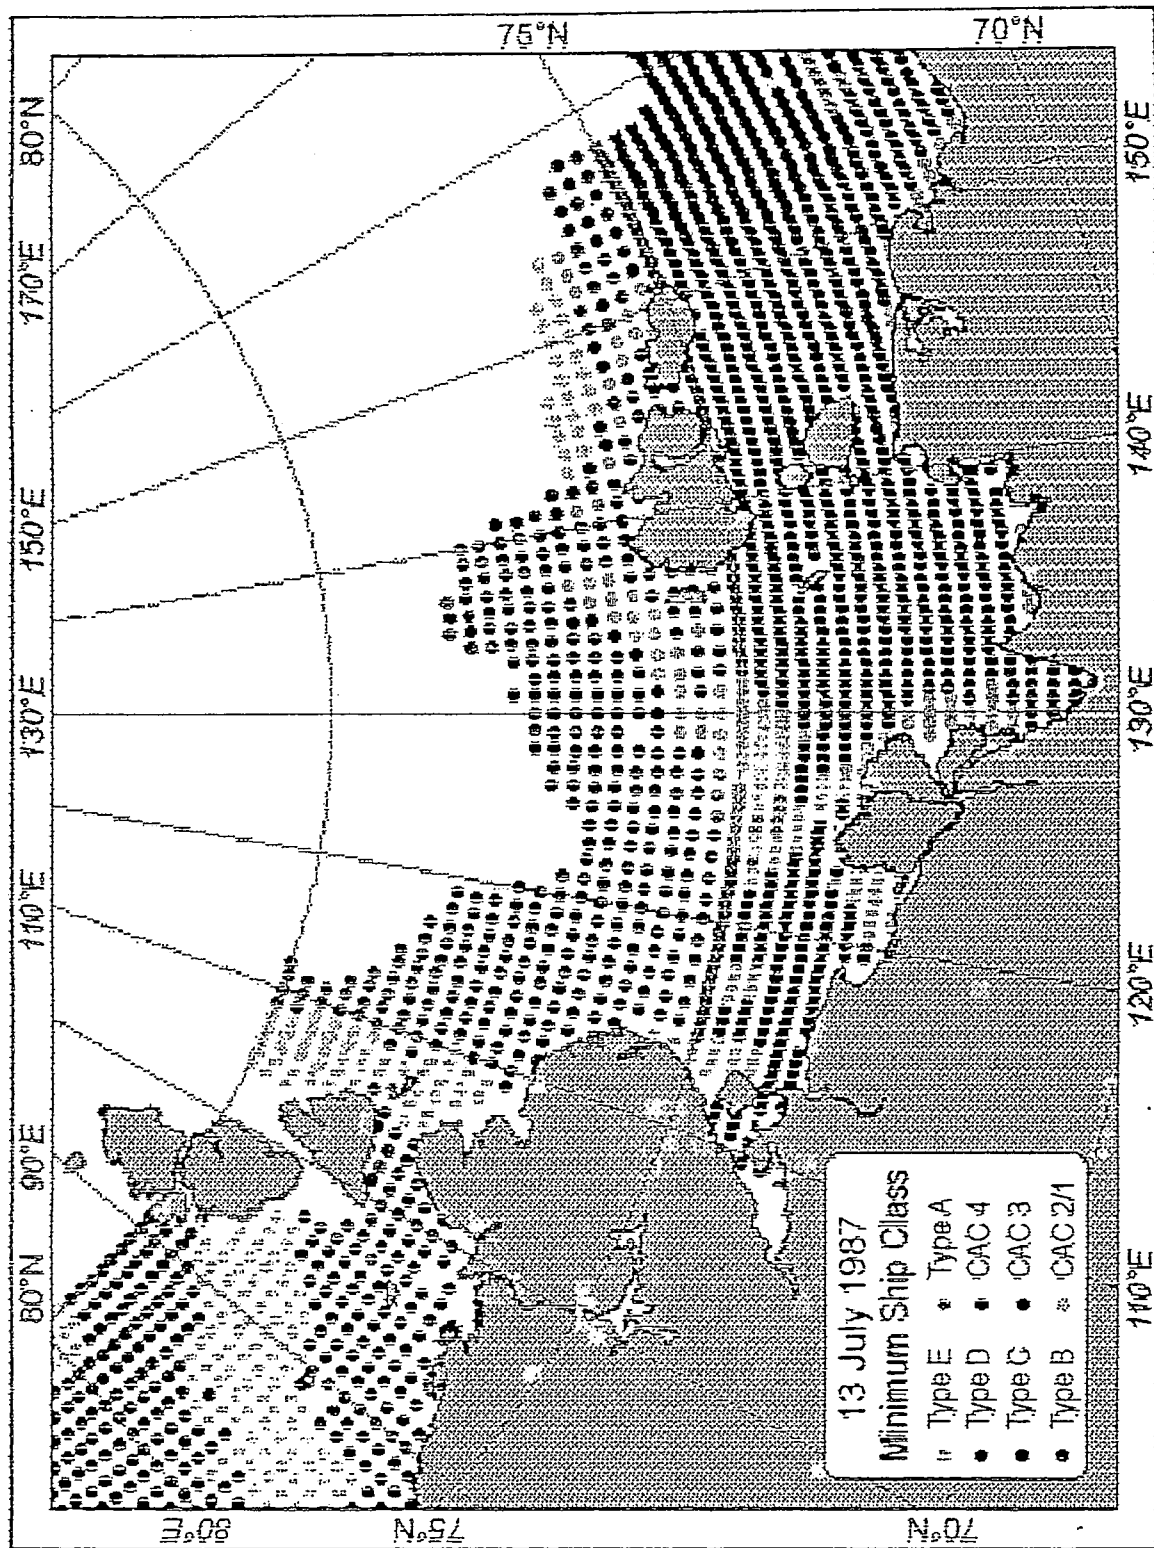 75°N
70°N
80°N
170°E
150°E
130°E
110°E
90°E
80°N
150°E
140°E
130°E
120°E
110°E
80°E
75°N
70°N
13 July 1987
Minimum Ship Class
Type E
Type A
Type D
CAC 4
Type C
CAC 3
Type B
CAC 2/1